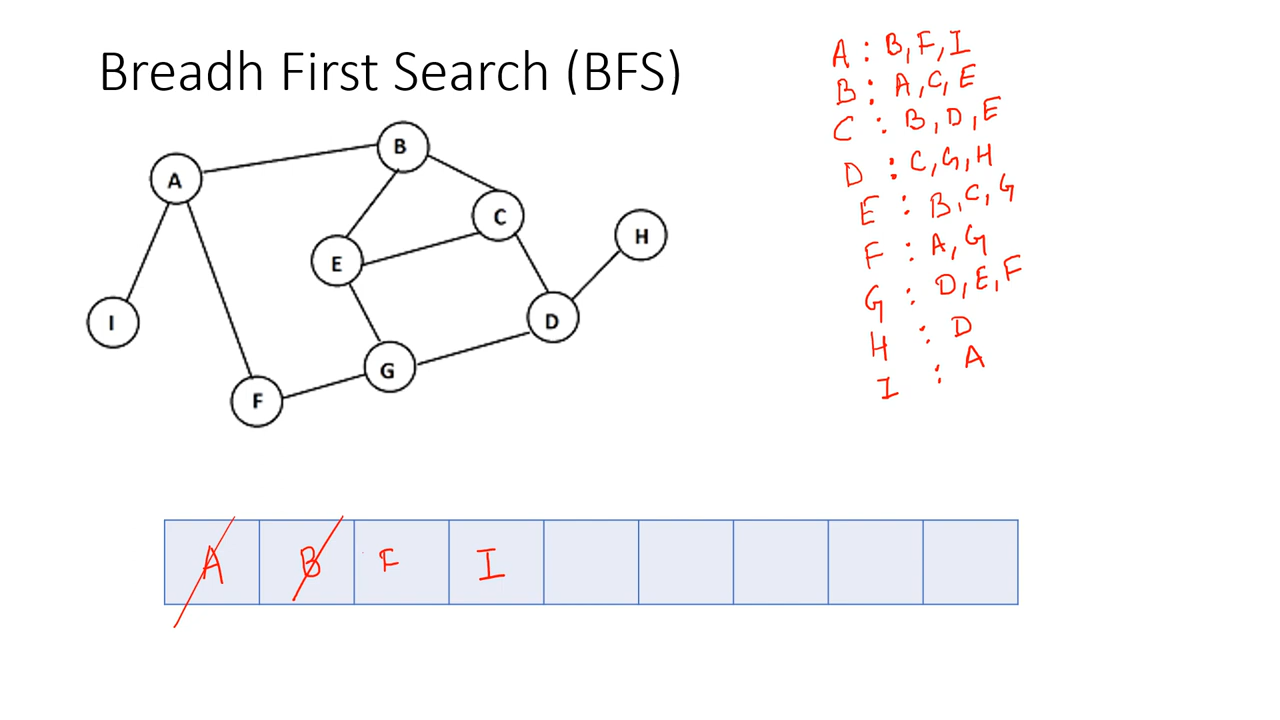 Breadh First Search (BFS)
A : B, F, I
B : A, C, E
C : B, D, E
D : C, G, H
E : B, C, G
F : A, G
G : D, E, F
H : D
I : A
B
A
C
H
E
I
D
G
F
A B F I